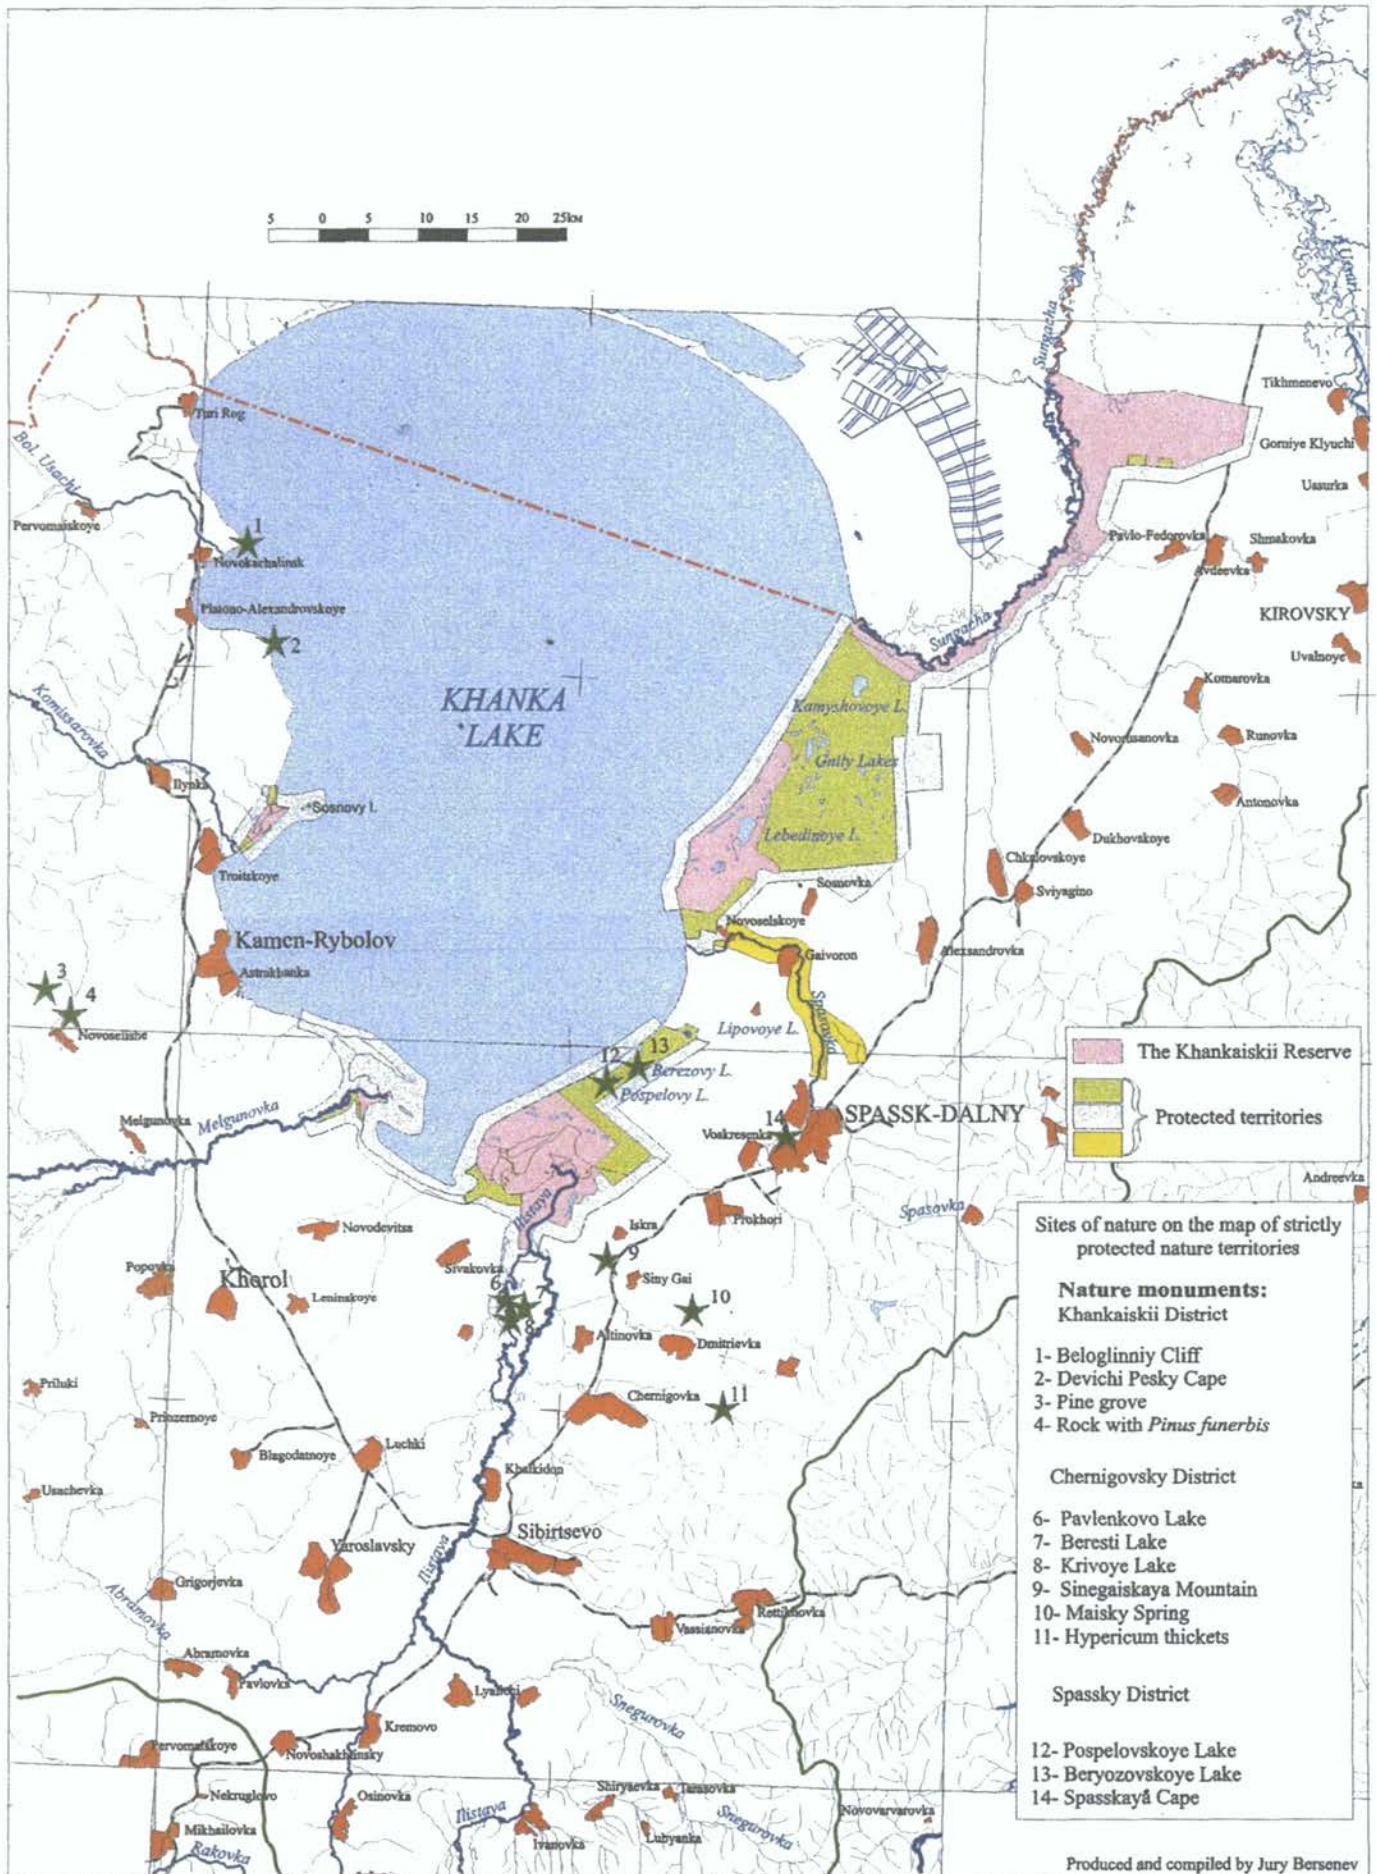 5 0 5 10 15 20 25км
Ussuri
Sungacha
Tikhmenevo
Turi Rog
Gorniye Klyuchi
Bol. Usachi
Ussurka
Pervomaiskoye
1
Pavlo-Fedorovka
Shmakovka
Novokachalinsk
Avdeevka
Platono-Alexandrovskoye
KIROVSKY
Sungacha
2
Uvalnoye
KHANKA
LAKE
Komarovka
Kamyshovoye L.
Komissarovka
Novorusanovka
Runovka
Gnily Lakes
Ilynka
Sosnovy I.
Antonovka
Lebedinoye L.
Dukhovskoye
Troitskoye
Chkalovskoye
Sosnovka
Sviyagino
Novoselskoye
Kamen-Rybolov
Gaivoron
Alexsandrovka
Astrakhanka
3
4
Spasovka
Lipovoye L.
Novoselishe
12
13
Berezovy L.
Pospelovy L.
The Khankaiskii Reserve
Protected territories
Melgunovka
Melgunovka
14
SPASSK-DALNY
Voskresenka
Andreevka
Ilistaya
Prokhori
Spasovka
Novodevitsa
Iskra
Sivakovka
9
Popovka
Siny Gai
Khorol
Leninskoye
6
7
8
10
Altinovka
Dmitrievka
Priluki
Chernigovka
11
Priozernoye
Blagodatnoye
Luchki
Khalkidon
Usachevka
Sibirtsevo
Yaroslavsky
Ilistaya
Grigorjevka
Abramovka
Rettikhovka
Vassianovka
Abramovka
Pavlovka
Lyalichi
Snegurovka
Kremovo
Pervomaiskoye
Novoshakhtinsky
Nekruglovo
Osinovka
Shiryaevka
Tarasovka
Ilistaya
Snegurovka
Novovarvarovka
Mikhailovka
Ivanovka
Lubyanka
Rakovka
Sites of nature on the map of strictly
protected nature territories
Nature monuments:
Khankaiskii District
1- Beloglinniy Cliff
2- Devichi Pesky Cape
3- Pine grove
4- Rock with Pinus funerbis
Chernigovsky District
6- Pavlenkovo Lake
7- Beresti Lake
8- Krivoye Lake
9- Sinegaiskaya Mountain
10- Maisky Spring
11- Hypericum thickets
Spassky District
12- Pospelovskoye Lake
13- Beryozovskoye Lake
14- Spasskaya Cape
Produced and compiled by Jury Bersenev